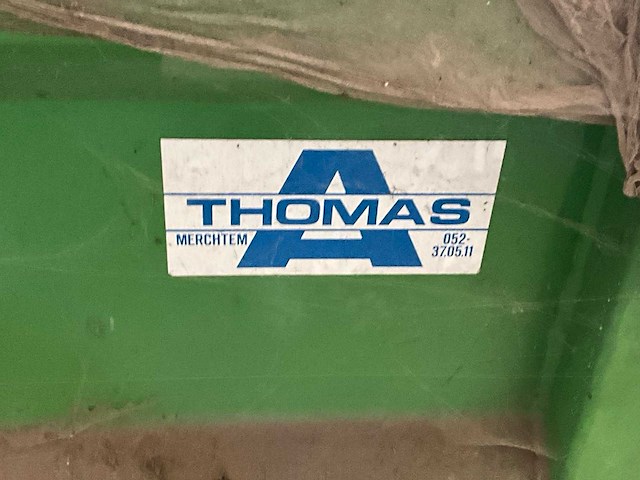 A
THOMAS
MERCHTEM
052-
37.05.11